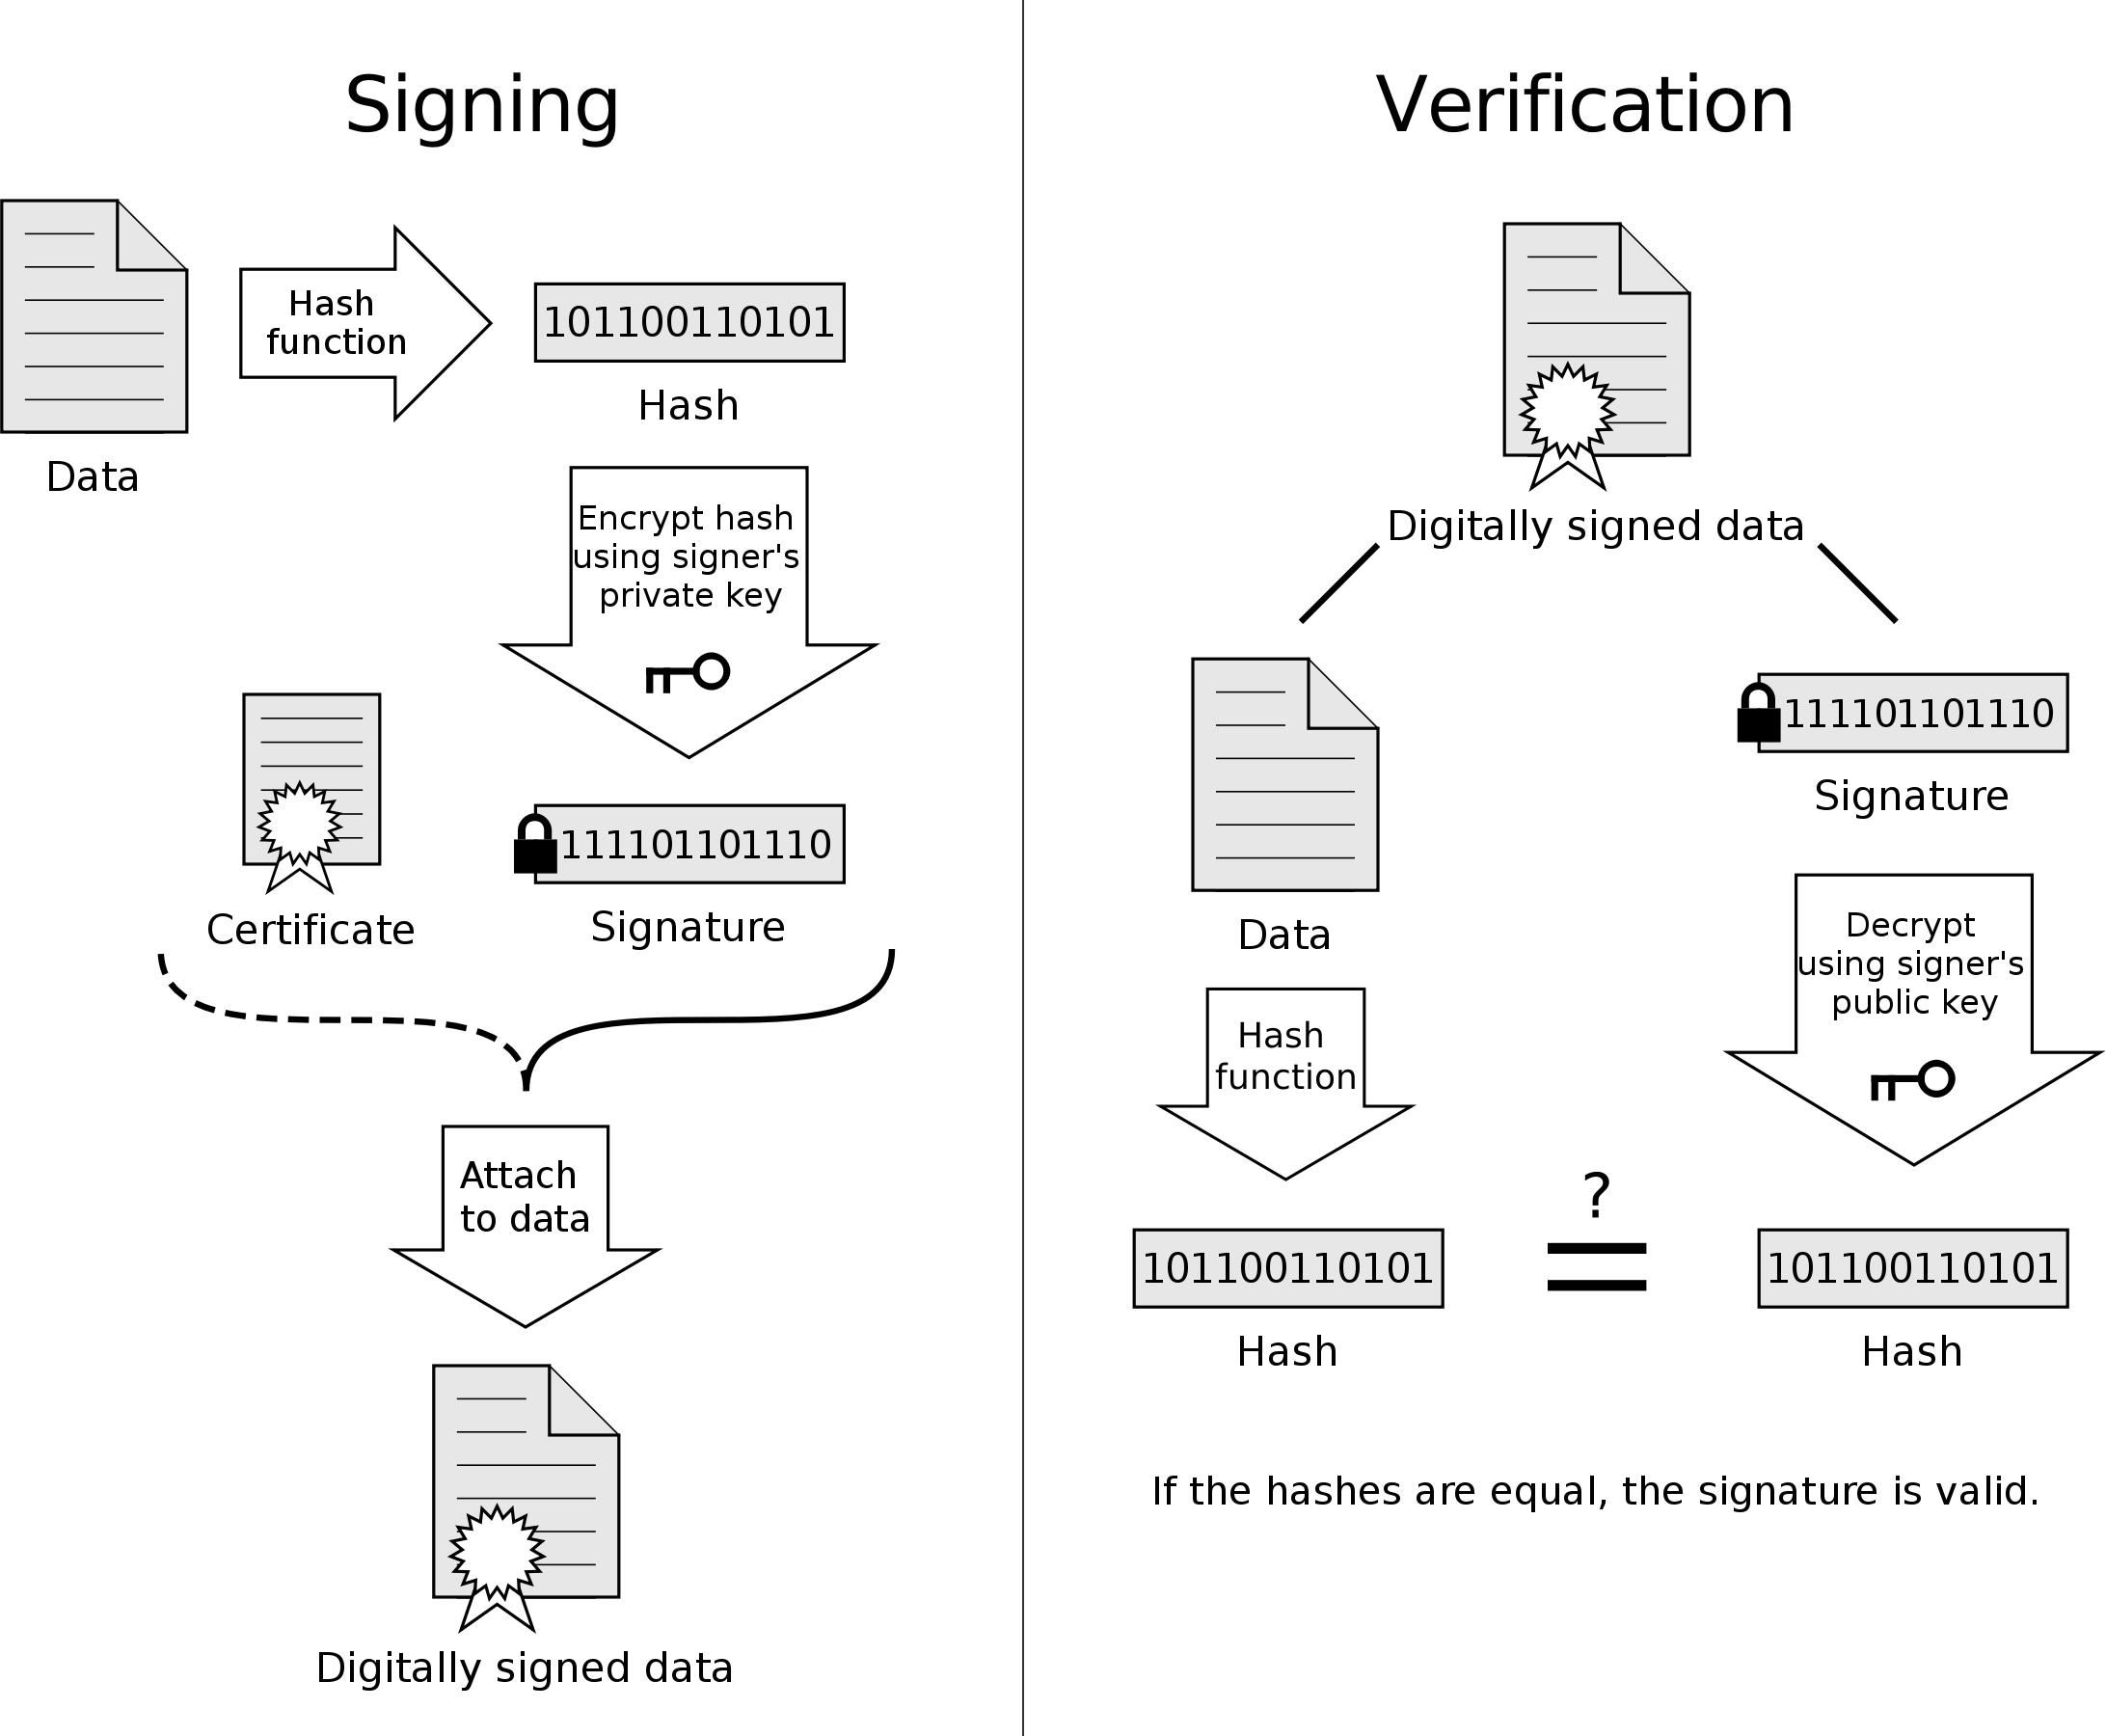 Signing
Hash
function
101100110101
Hash
Data
Encrypt hash
using signer's
private key
111101101110
Certificate
Signature
Attach
to data
Digitally signed data
Verification
Digitally signed data
111101101110
Signature
Data
Decrypt
using signer's
public key
Hash
function
?
101100110101
101100110101
Hash
Hash
If the hashes are equal, the signature is valid.